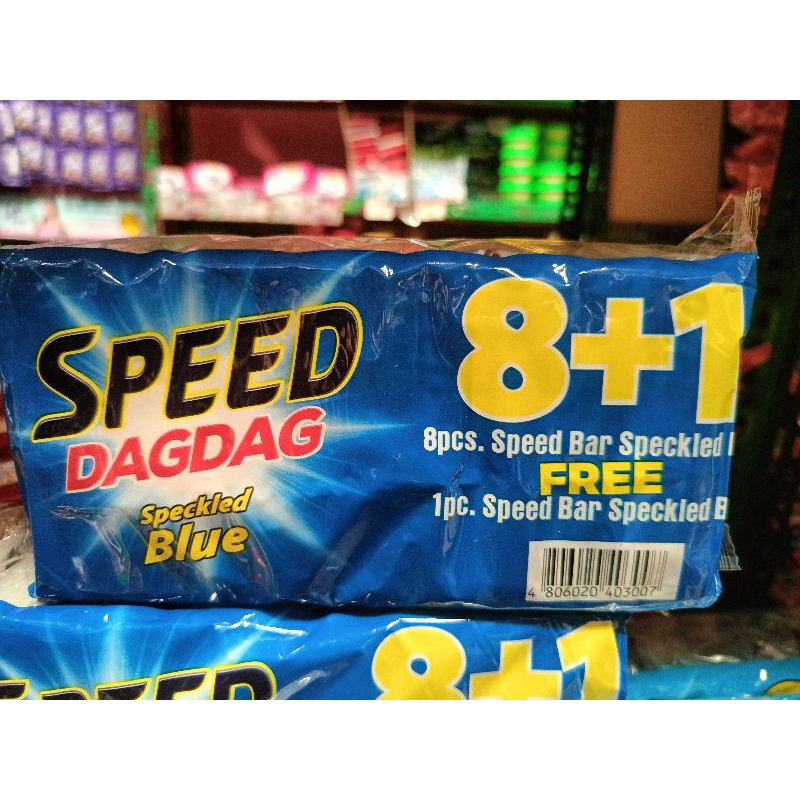 SPEED
DAGDAG
Speckled
Blue
8+1
8pcs. Speed Bar Speckled
FREE
1pc. Speed Bar Speckled B
4 806020 403007
SPEED
8+1